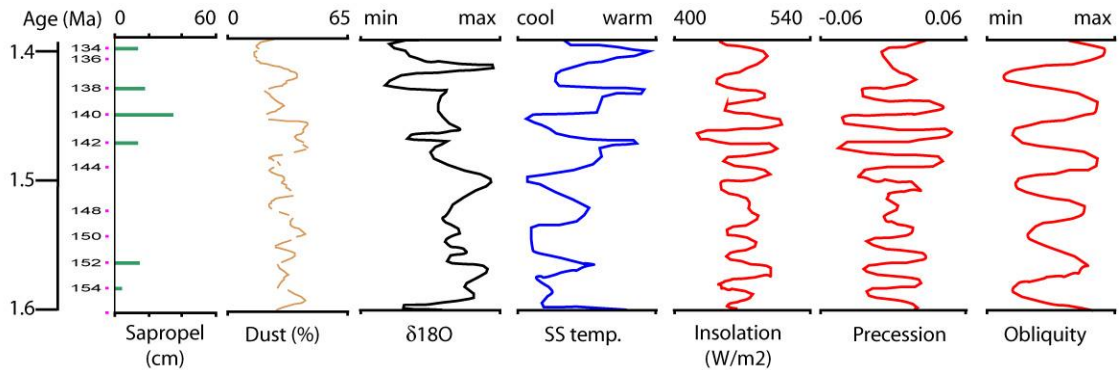 Age (Ma) 0 60 0 65 min max cool warm 400 540 -0.06 0.06 min max
1.4
134
136
138
140
142
1.5
144
148
150
152
154
1.6
Sapropel
(cm)
Dust (%)
δ18O
SS temp.
Insolation
(W/m2)
Precession
Obliquity